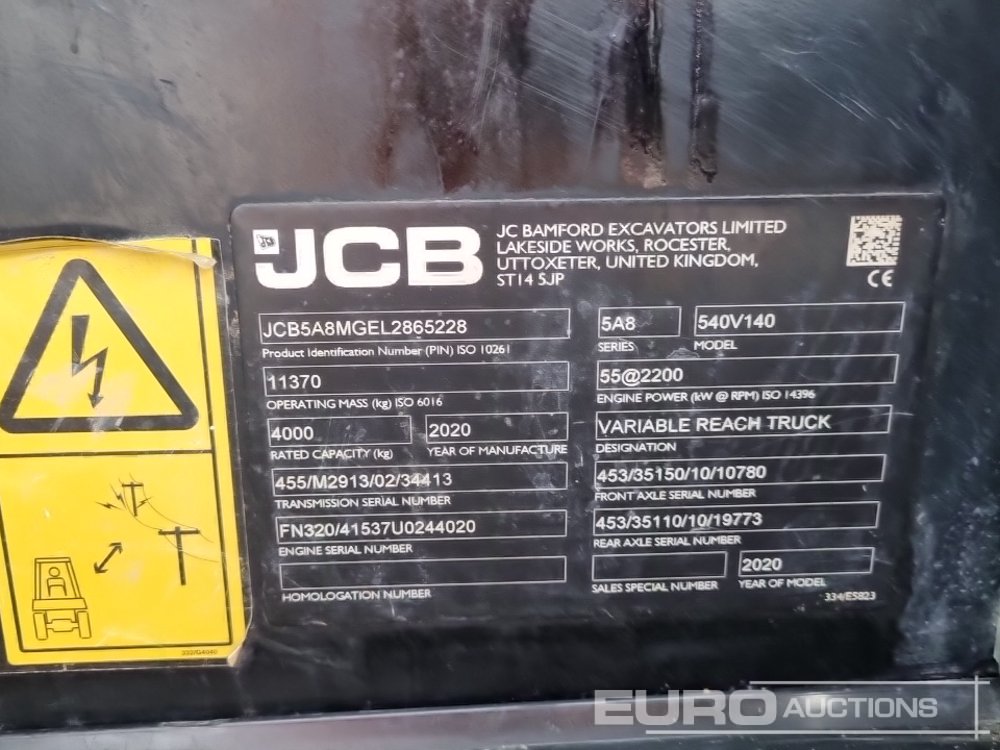 JCB
JC BAMFORD EXCAVATORS LIMITED
LAKESIDE WORKS, ROCESTER,
UTTOXETER, UNITED KINGDOM,
ST14 5JP
CE
JCB5A8MGEL2865228
Product Identification Number (PIN) ISO 10261
5A8
SERIES
540V140
MODEL
11370
OPERATING MASS (kg) ISO 6016
55@2200
ENGINE POWER (kW @ RPM) ISO 14396
4000
RATED CAPACITY (kg)
2020
YEAR OF MANUFACTURE
VARIABLE REACH TRUCK
DESIGNATION
455/M2913/02/34413
TRANSMISSION SERIAL NUMBER
453/35150/10/10780
FRONT AXLE SERIAL NUMBER
FN320/41537U0244020
ENGINE SERIAL NUMBER
453/35110/10/19773
REAR AXLE SERIAL NUMBER
HOMOLOGATION NUMBER
SALES SPECIAL NUMBER
2020
YEAR OF MODEL
334/E5823
332/G4640
EURO AUCTIONS